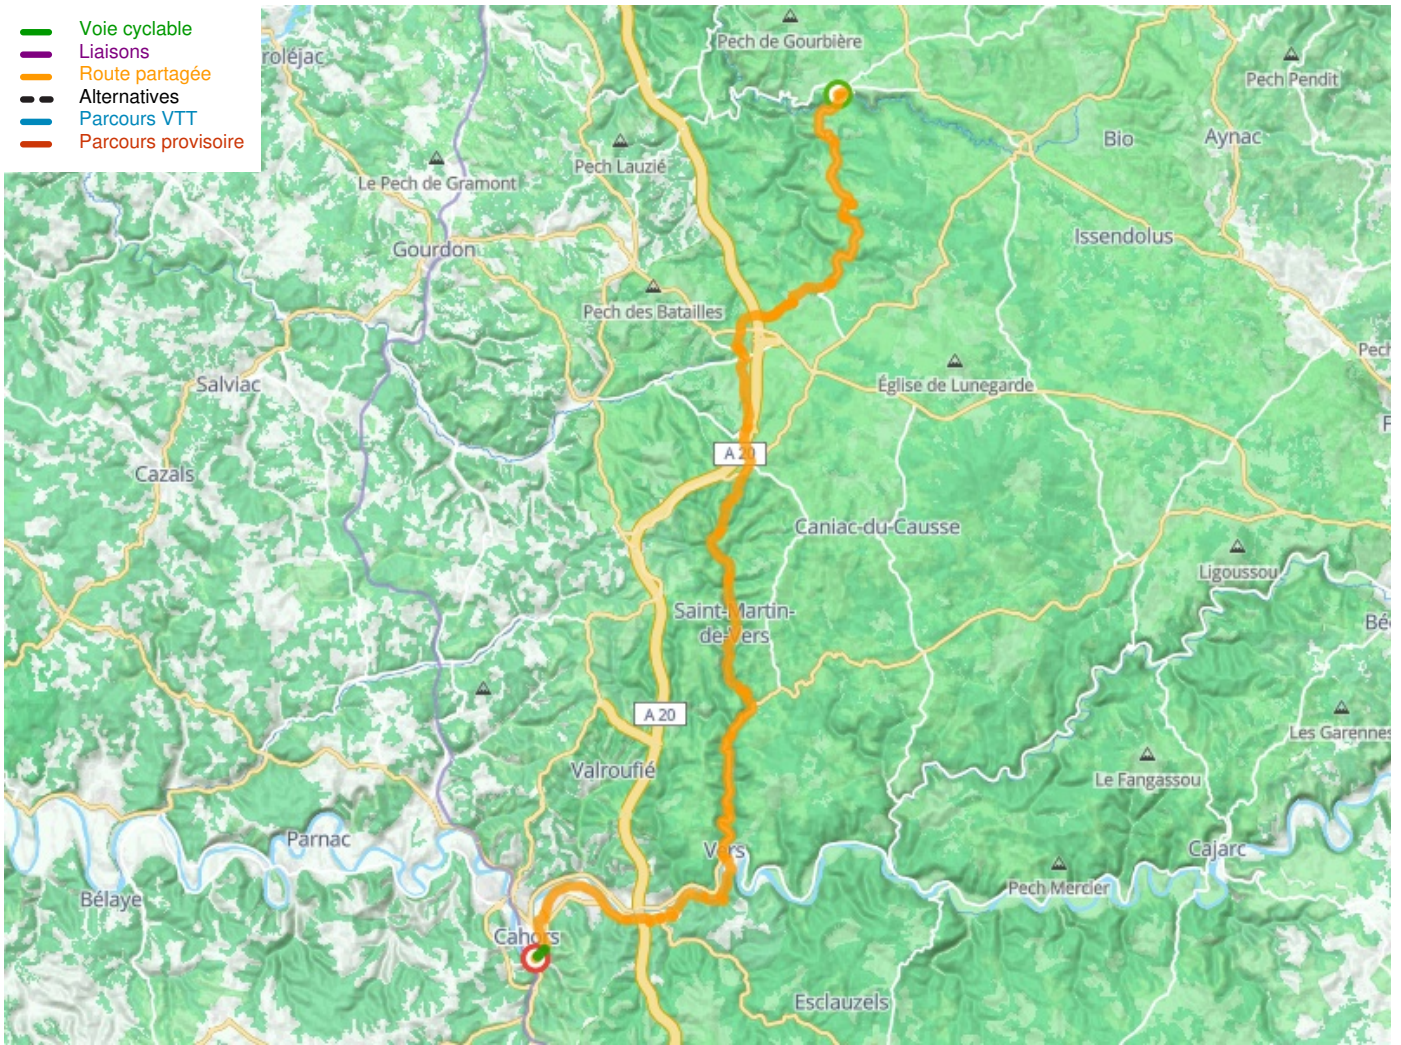 Voie cyclable
Liaisons
Route partagée
Alternatives
Parcours VTT
Parcours provisoire
roléjac
Pech de Gourbière
Pech Pendit
Bio
Aynac
Pech Lauzié
Le Pech de Gramont
Gourdon
Issendolus
Pech des Batailles
Pech
Salviac
Église de Lunegarde
F
A 20
Cazals
Caniac-du-Causse
Ligoussou
Saint-Martin-
de-Vers
Bé
A 20
Les Garennes
Valroufié
Le Fangassou
Parnac
Vers
Cajarc
Pech Mercier
Bélaye
Cahors
Esclauzels